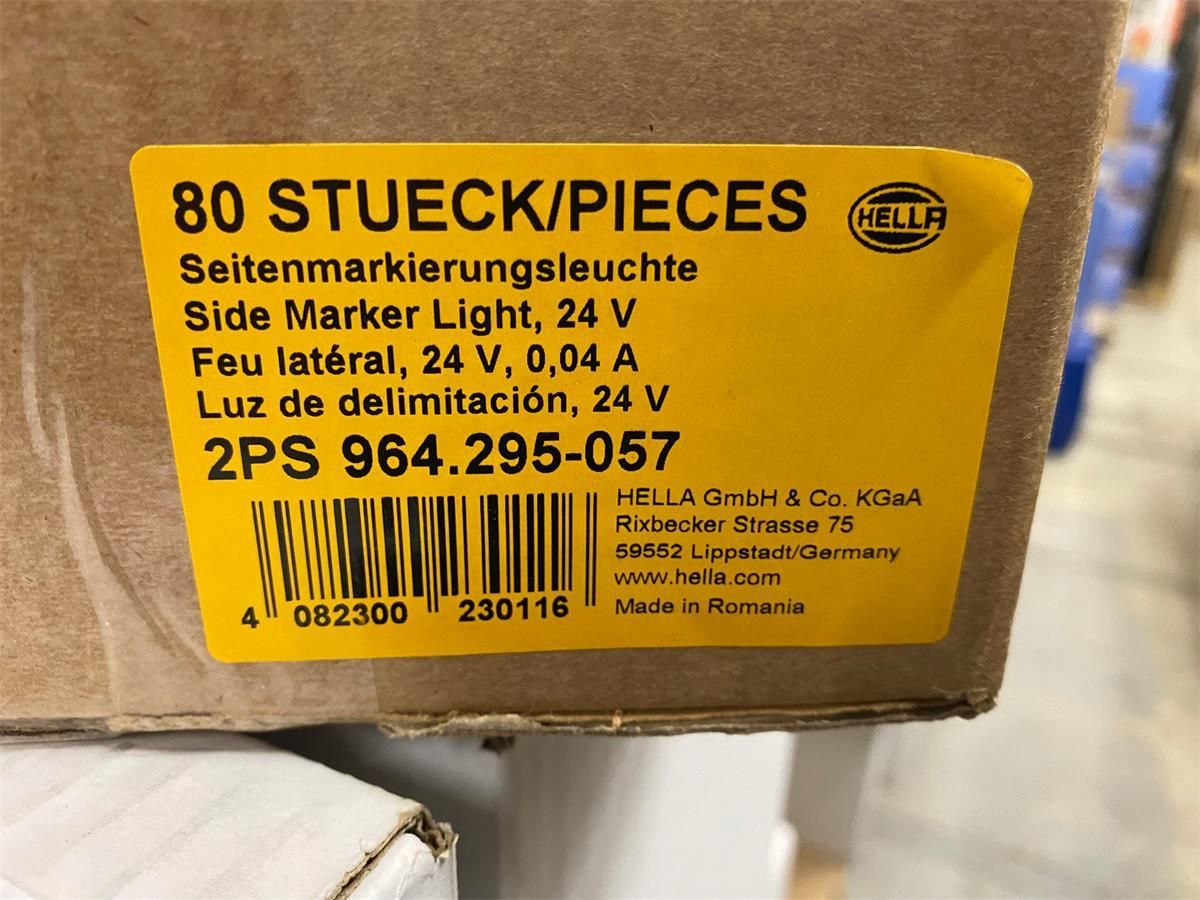 80 STUECK/PIECES
HELLA
Seitenmarkierungsleuchte
Side Marker Light, 24 V
Feu latéral, 24 V, 0,04 A
Luz de delimitación, 24 V
2PS 964.295-057
HELLA GmbH & Co. KGaA
Rixbecker Strasse 75
59552 Lippstadt/Germany
www.hella.com
Made in Romania
4 082300 230116